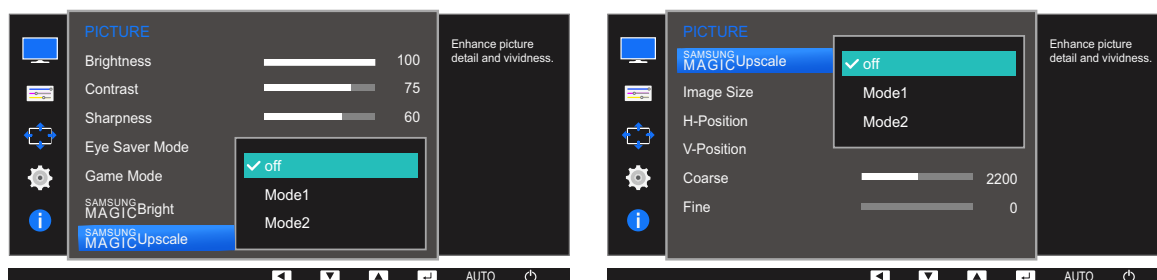 PICTURE
Brightness 100
Contrast 75
Sharpness 60
Eye Saver Mode
Game Mode
SAMSUNG MAGIC Bright
SAMSUNG MAGIC Upscale
off
Mode1
Mode2
Enhance picture
detail and vividness.
AUTO
PICTURE
SAMSUNG MAGIC Upscale
Image Size
H-Position
V-Position
Coarse 2200
Fine 0
off
Mode1
Mode2
Enhance picture
detail and vividness.
AUTO